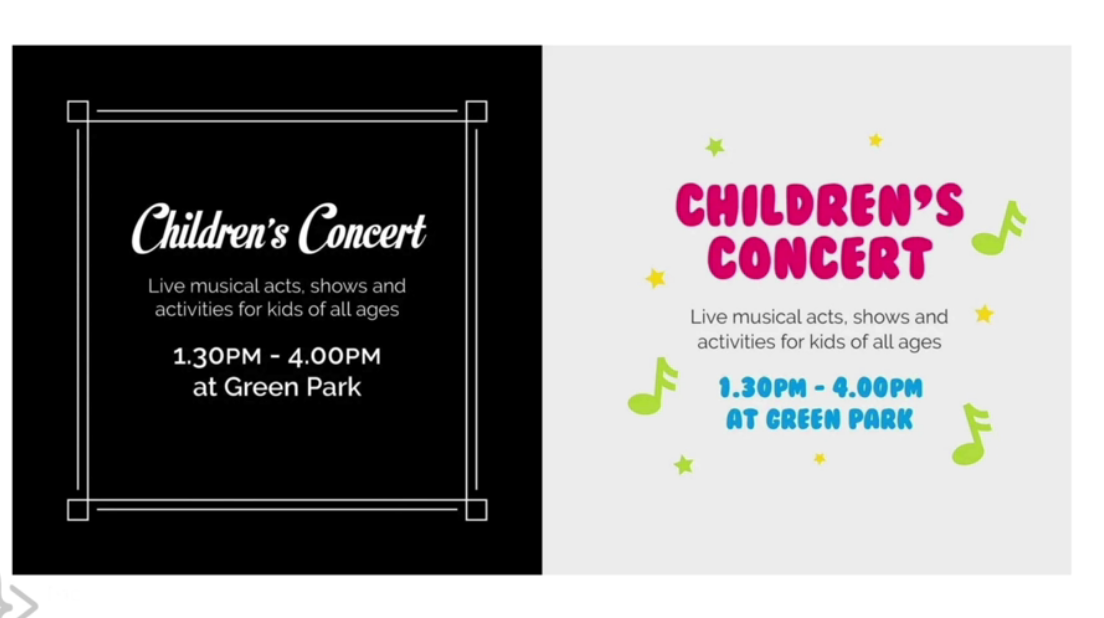 Children's Concert
Live musical acts, shows and
activities for kids of all ages
1.30PM - 4.00PM
at Green Park
CHILDREN'S
CONCERT
Live musical acts, shows and
activities for kids of all ages
1.30PM - 4.00PM
AT GREEN PARK